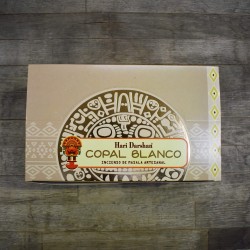 Hari Darshan
COPAL BLANCO
INCIENSO DE MASALA ARTESANAL